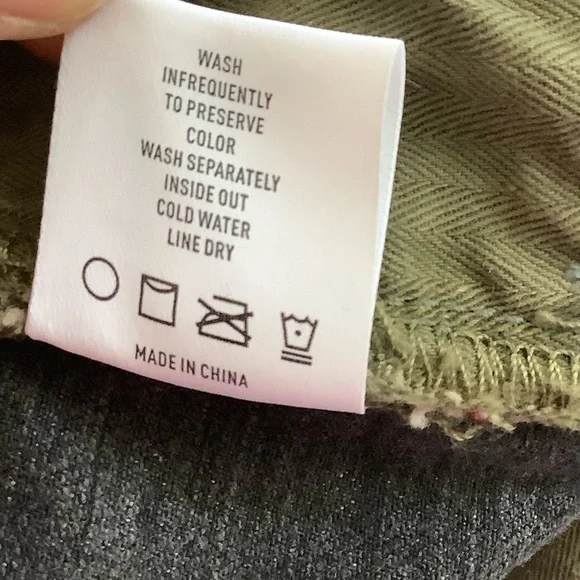 WASH
INFREQUENTLY
TO PRESERVE
COLOR
WASH SEPARATELY
INSIDE OUT
COLD WATER
LINE DRY
MADE IN CHINA